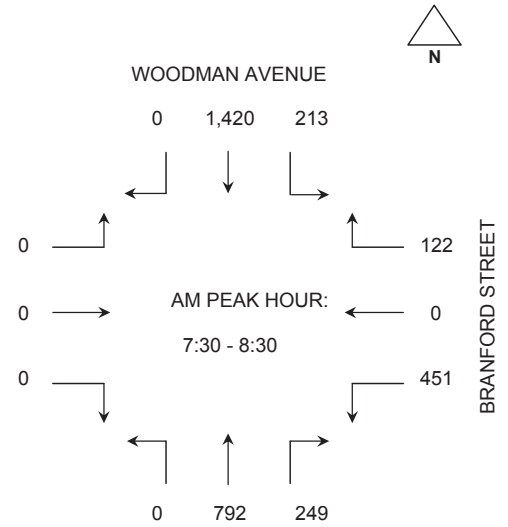 N
WOODMAN AVENUE
0 1,420 213
0 122
0 AM PEAK HOUR: 0
7:30 - 8:30
0 451
BRANFORD STREET
0 792 249